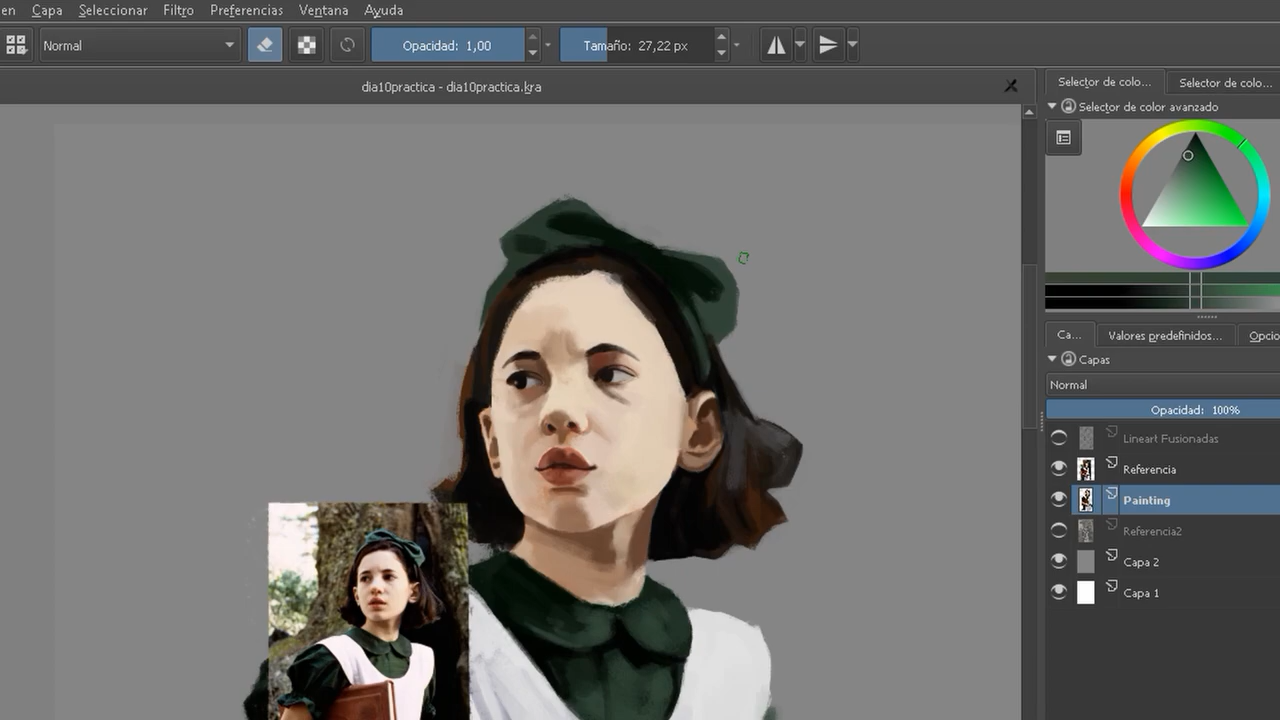 en Capa Seleccionar Filtro Preferencias Ventana Ayuda
Normal Opacidad: 1,00 Tamaño: 27,22 px
dia10practica - dia10practica.kra
Selector de colo... Selector de colo...
Selector de color avanzado
Ca... Valores predefinidos... Opcio
Capas
Normal
Opacidad: 100%
Lineart Fusionadas
Referencia
Painting
Referencia2
Capa 2
Capa 1